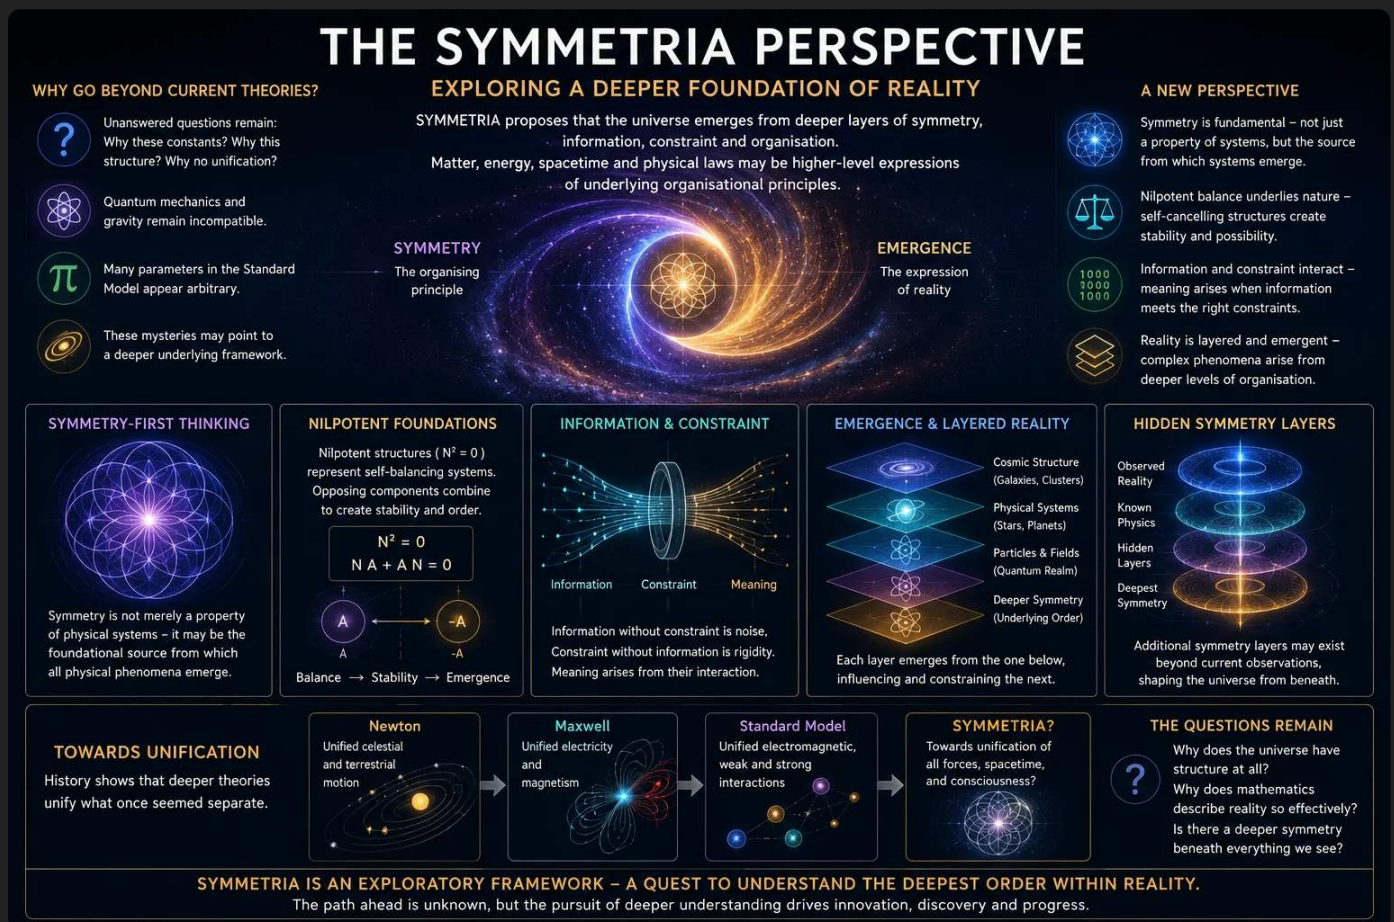 THE SYMMETRIA PERSPECTIVE
EXPLORING A DEEPER FOUNDATION OF REALITY
SYMMETRIA proposes that the universe emerges from deeper layers of symmetry,
information, constraint and organisation.
Matter, energy, spacetime and physical laws may be higher-level expressions
of underlying organisational principles.
WHY GO BEYOND CURRENT THEORIES?
?
Unanswered questions remain:
Why these constants? Why this
structure? Why no unification?
Quantum mechanics and
gravity remain incompatible.
π
Many parameters in the Standard
Model appear arbitrary.
These mysteries may point to
a deeper underlying framework.
SYMMETRY
The organising
principle
EMERGENCE
The expression
of reality
A NEW PERSPECTIVE
Symmetry is fundamental – not just
a property of systems, but the source
from which systems emerge.
Nilpotent balance underlies nature –
self-cancelling structures create
stability and possibility.
1000
0000
1000
Information and constraint interact –
meaning arises when information
meets the right constraints.
Reality is layered and emergent –
complex phenomena arise from
deeper levels of organisation.
SYMMETRY-FIRST THINKING
Symmetry is not merely a property
of physical systems – it may be the
foundational source from which
all physical phenomena emerge.
NILPOTENT FOUNDATIONS
Nilpotent structures ( N² = 0 )
represent self-balancing systems.
Opposing components combine
to create stability and order.
N² = 0
N A + A N = 0
A
-A
A
-A
Balance → Stability → Emergence
INFORMATION & CONSTRAINT
Information
Constraint
Meaning
Information without constraint is noise,
Constraint without information is rigidity.
Meaning arises from their interaction.
EMERGENCE & LAYERED REALITY
Cosmic Structure
(Galaxies, Clusters)
Physical Systems
(Stars, Planets)
Particles & Fields
(Quantum Realm)
Deeper Symmetry
(Underlying Order)
Each layer emerges from the one below,
influencing and constraining the next.
HIDDEN SYMMETRY LAYERS
Observed
Reality
Known
Physics
Hidden
Layers
Deepest
Symmetry
Additional symmetry layers may exist
beyond current observations,
shaping the universe from beneath.
TOWARDS UNIFICATION
History shows that deeper theories
unify what once seemed separate.
Newton
Unified celestial
and terrestrial
motion
Maxwell
Unified electricity
and
magnetism
Standard Model
Unified electromagnetic,
weak and strong
interactions
SYMMETRIA?
Towards unification of
all forces, spacetime,
and consciousness?
THE QUESTIONS REMAIN
?
Why does the universe have
structure at all?
Why does mathematics
describe reality so effectively?
Is there a deeper symmetry
beneath everything we see?
SYMMETRIA IS AN EXPLORATORY FRAMEWORK – A QUEST TO UNDERSTAND THE DEEPEST ORDER WITHIN REALITY.
The path ahead is unknown, but the pursuit of deeper understanding drives innovation, discovery and progress.